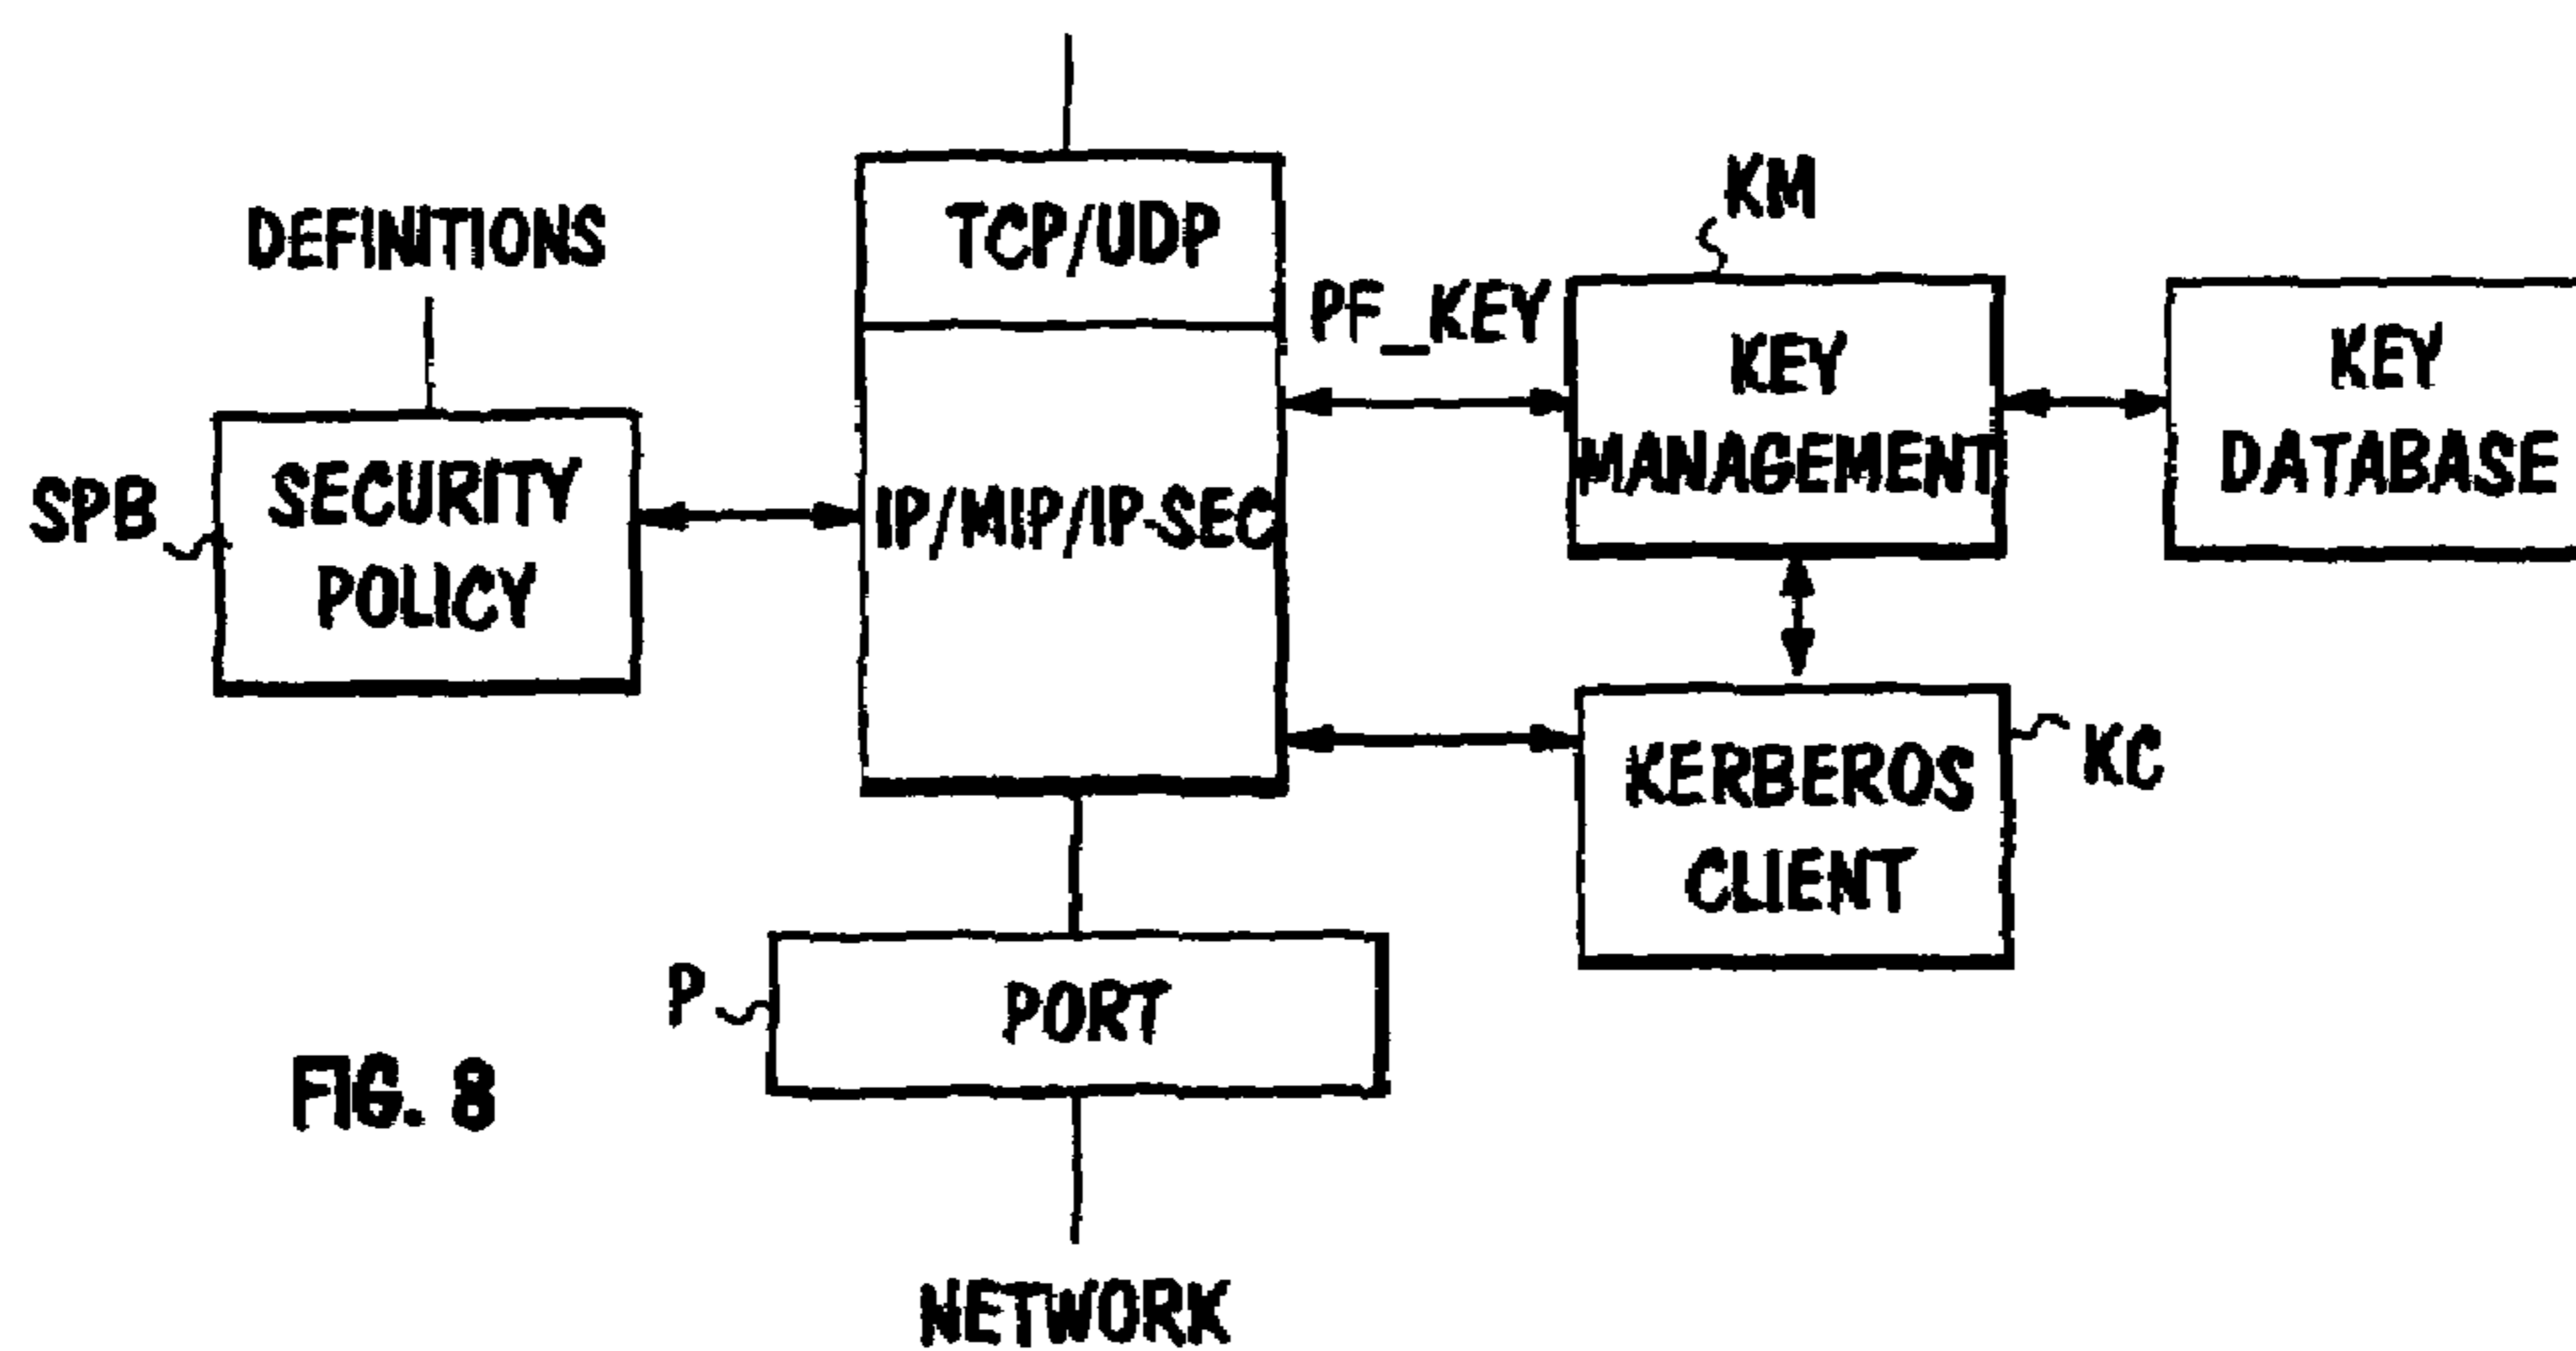 KM
TCP/UDP
DEFINITIONS
PF_KEY
KEY
MANAGEMENT
KEY
DATABASE
SPB
SECURITY
POLICY
IP/MIP/IP-SEC
KERBEROS
CLIENT
KC
P
PORT
FIG. 8
NETWORK